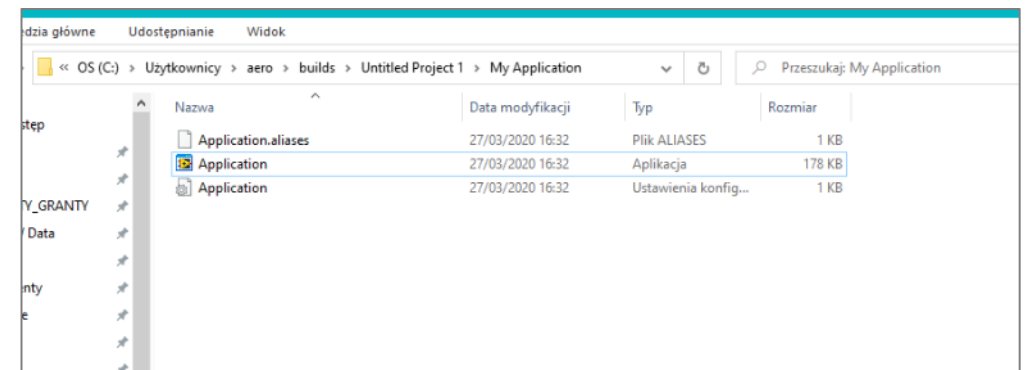 dzia główne Udostępnianie Widok
« OS (C:) > Użytkownicy > aero > builds > Untitled Project 1 > My Application Przeszukaj: My Application
Nazwa Data modyfikacji Typ Rozmiar
stęp
Application.aliases 27/03/2020 16:32 Plik ALIASES 1 KB
Application 27/03/2020 16:32 Aplikacja 178 KB
Application 27/03/2020 16:32 Ustawienia konfig... 1 KB
Y_GRANTY
/ Data
nty
e